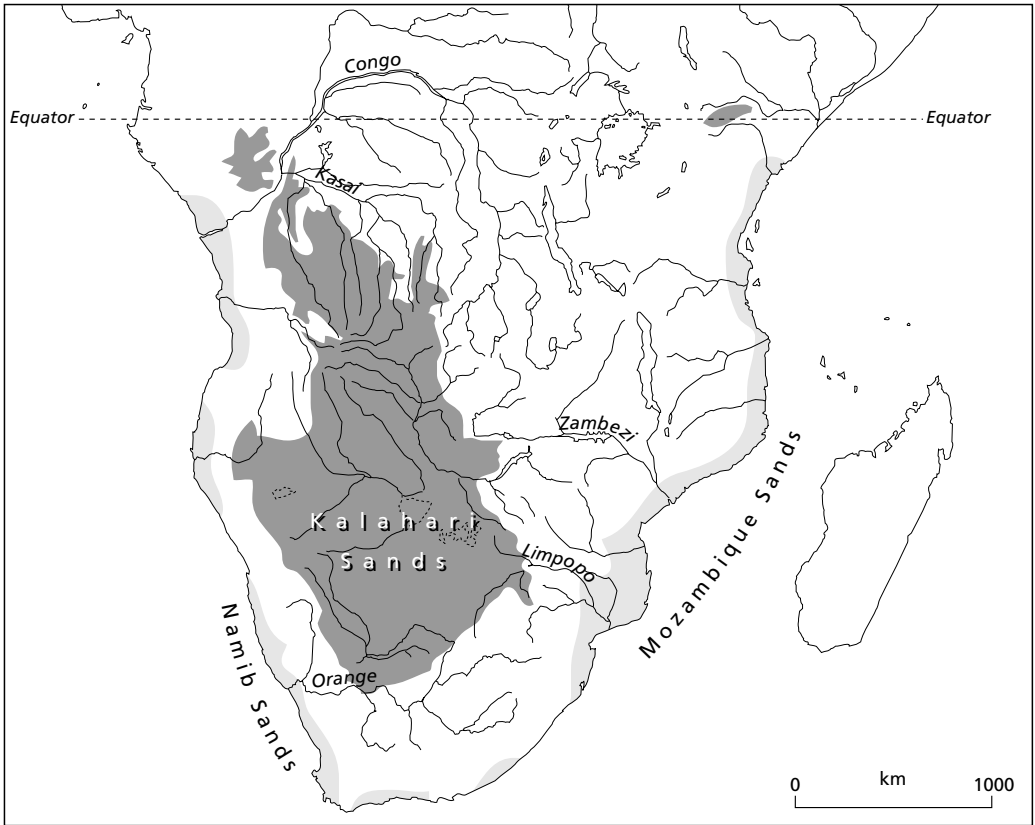 Congo
Equator
Equator
Kasai
Zambezi
Kalahari
Sands
Limpopo
Mozambique Sands
Namib Sands
Orange
0 km 1000